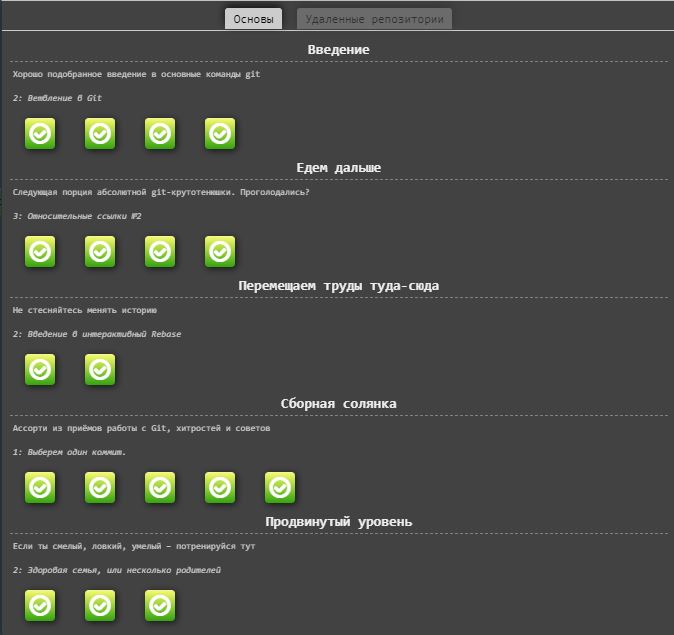 Основы
Удаленные репозитории
Введение
Хорошо подобранное введение в основные команды git
2: Ветвление в Git
Едем дальше
Следующая порция абсолютной git-крутотенюшки. Проголодались?
3: Относительные ссылки №2
Перемещаем труды туда-сюда
Не стесняйтесь менять историю
2: Введение в интерактивный Rebase
Сборная солянка
Ассорти из приёмов работы с Git, хитростей и советов
1: Выберем один коммит.
Продвинутый уровень
Если ты смелый, ловкий, умелый – потренируйся тут
2: Здоровая семья, или несколько родителей